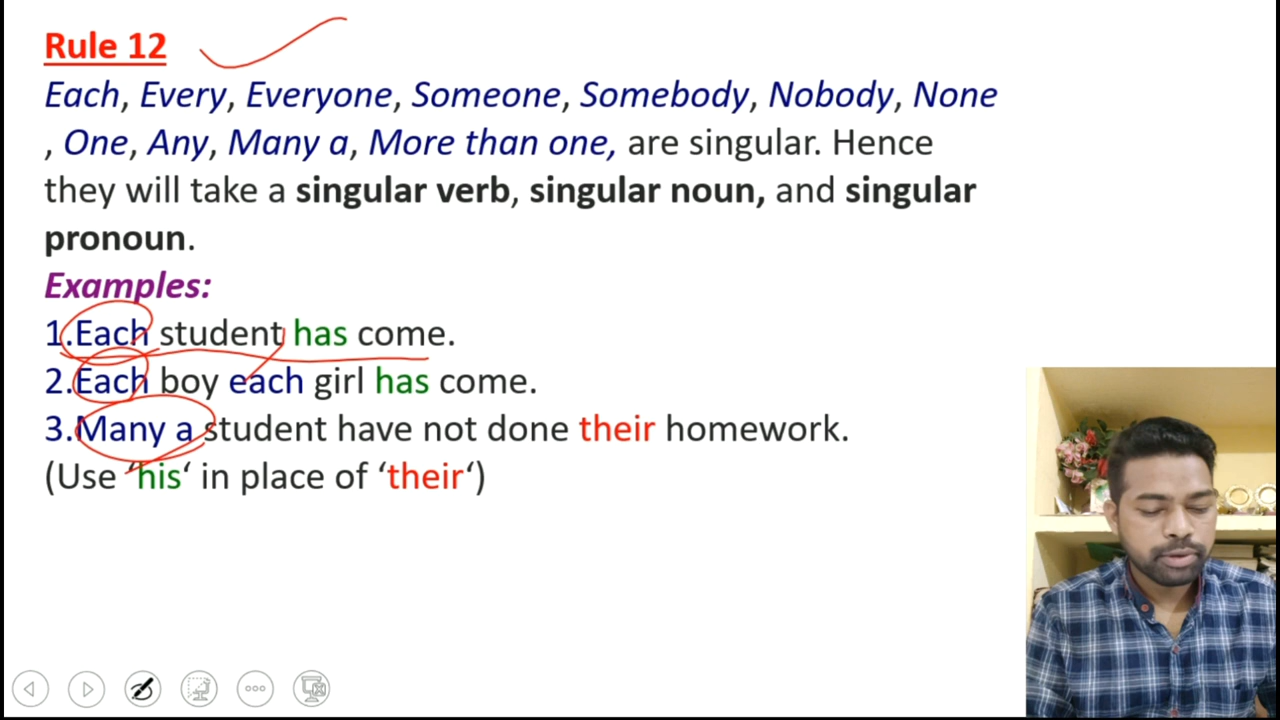 Rule 12
Each, Every, Everyone, Someone, Somebody, Nobody, None
, One, Any, Many a, More than one, are singular. Hence
they will take a singular verb, singular noun, and singular
pronoun.
Examples:
1.Each student has come.
2.Each boy each girl has come.
3.Many a student have not done their homework.
(Use ‘his‘ in place of ‘their‘)